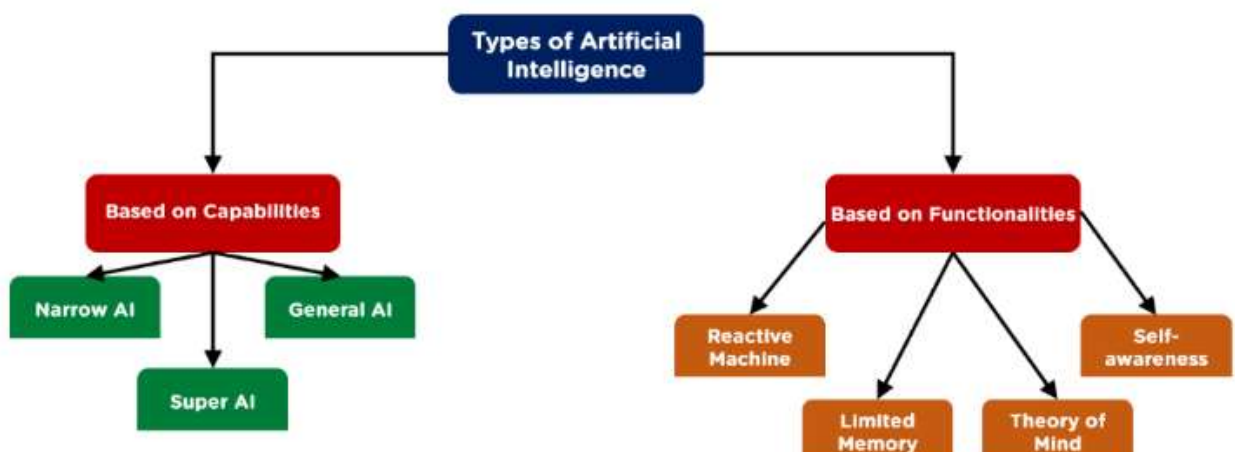 Types of Artificial
Intelligence
Based on Capabilities
Based on Functionalities
Narrow AI
General AI
Super AI
Reactive
Machine
Self-
awareness
Limited
Memory
Theory of
Mind